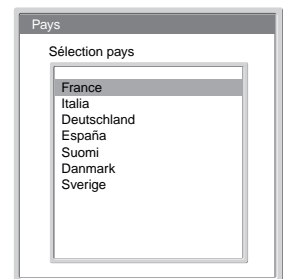 Pays
Sélection pays
France
Italia
Deutschland
España
Suomi
Danmark
Sverige